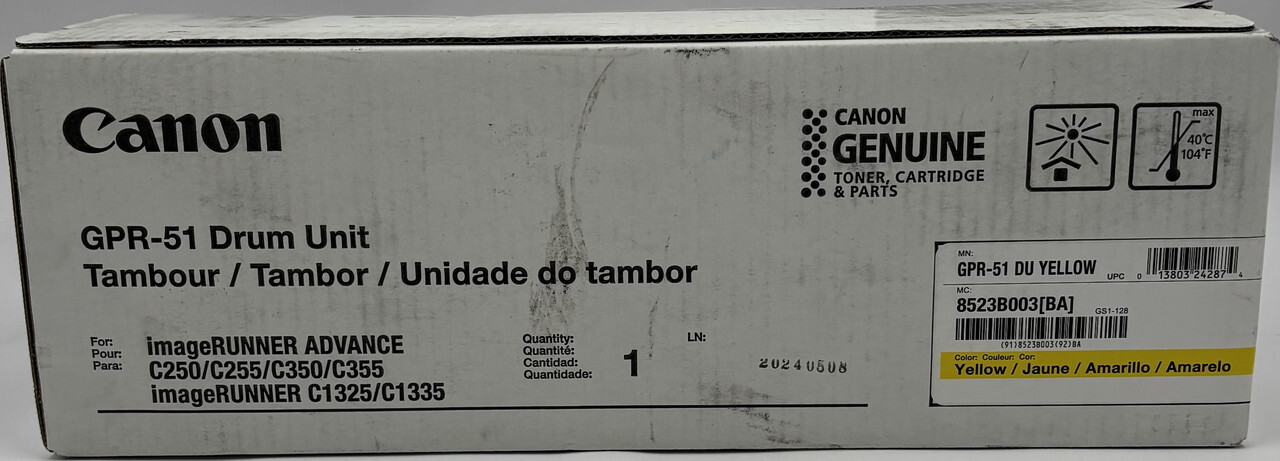 Canon
CANON
GENUINE
TONER, CARTRIDGE
& PARTS
max
40°C
104°F
GPR-51 Drum Unit
Tambour / Tambor / Unidade do tambor
For:
Pour:
Para:
imageRUNNER ADVANCE
C250/C255/C350/C355
imageRUNNER C1325/C1335
Quantity:
Quantité:
Cantidad:
Quantidade:
1
LN:
20240508
MN:
GPR-51 DU YELLOW
UPC 0 13803 24287 4
MC:
8523B003[BA]
GS1-128
(91)8523B003(92)BA
Color: Couleur: Cor:
Yellow / Jaune / Amarillo / Amarelo